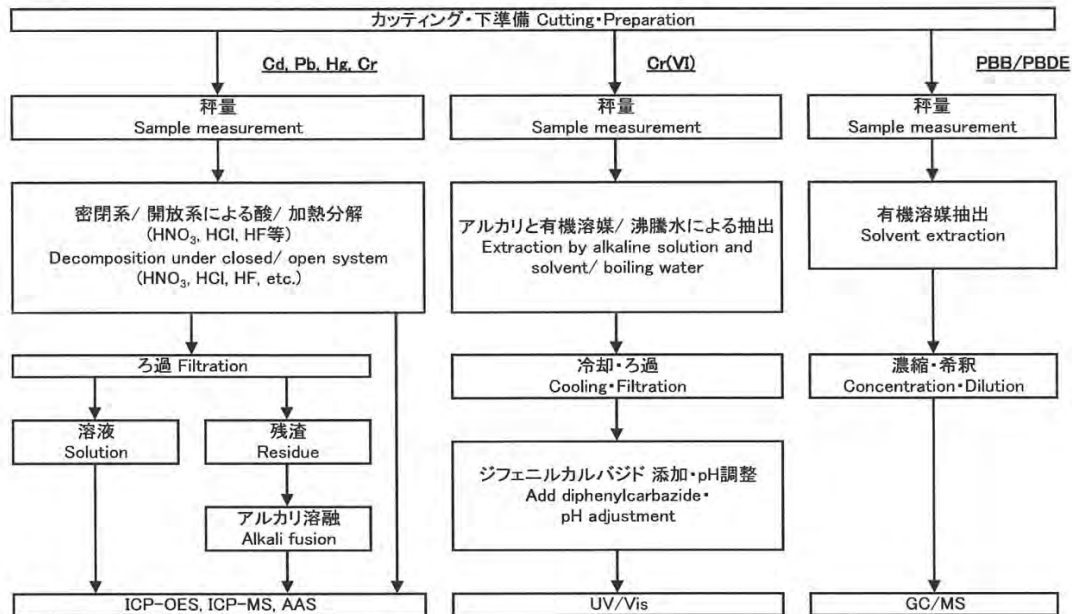 カッティング・下準備 Cutting・Preparation
Cd, Pb, Hg, Cr
秤量
Sample measurement
密閉系/ 開放系による酸/ 加熱分解
(HNO₃, HCl, HF等)
Decomposition under closed/ open system
(HNO₃, HCl, HF, etc.)
ろ過 Filtration
溶液
Solution
残渣
Residue
アルカリ溶融
Alkali fusion
ICP-OES, ICP-MS, AAS
Cr(VI)
秤量
Sample measurement
アルカリと有機溶媒/ 沸騰水による抽出
Extraction by alkaline solution and
solvent/ boiling water
冷却・ろ過
Cooling・Filtration
ジフェニルカルバジド 添加・pH調整
Add diphenylcarbazide・
pH adjustment
UV/Vis
PBB/PBDE
秤量
Sample measurement
有機溶媒抽出
Solvent extraction
濃縮・希釈
Concentration・Dilution
GC/MS